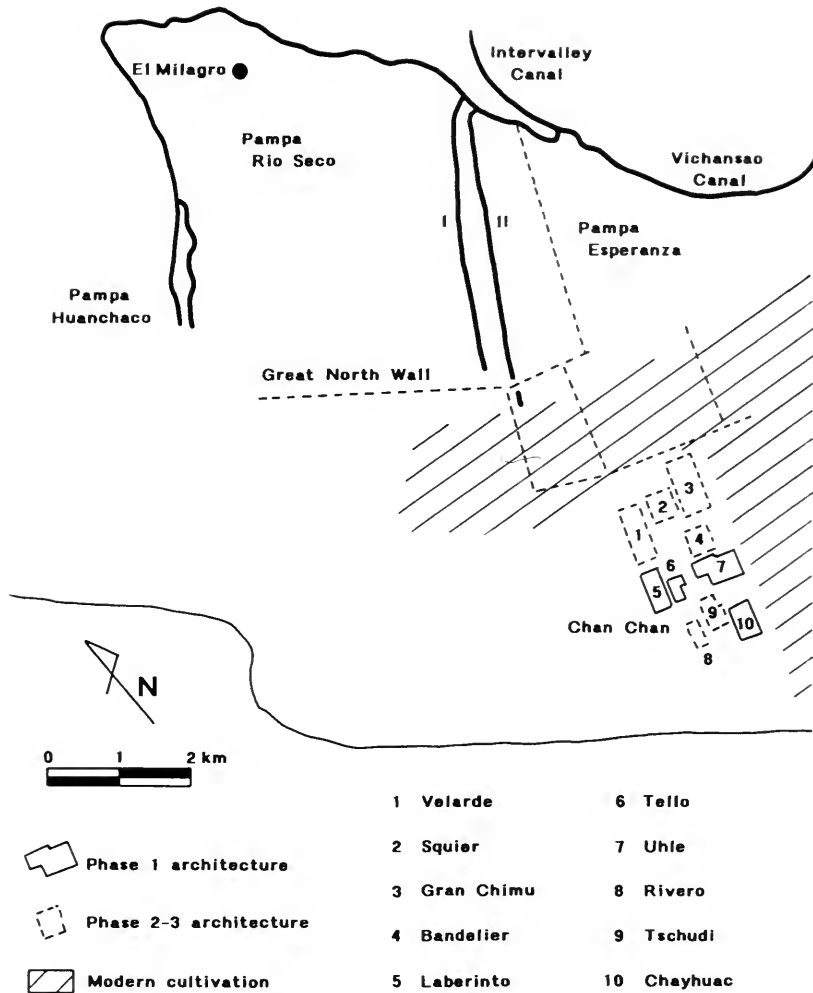 El Milagro
Intervalley
Canal
Pampa
Rio Seco
Vichansao
Canal
I
II
Pampa
Esperanza
Pampa
Huanchaco
Great North Wall
3
2
1
4
6
7
5
9
10
8
Chan Chan
N
0 1 2 km
Phase 1 architecture
Phase 2-3 architecture
Modern cultivation
1 Velarde
2 Squier
3 Gran Chimu
4 Bandelier
5 Laberinto
6 Tello
7 Uhle
8 Rivero
9 Tschudi
10 Chayhuac